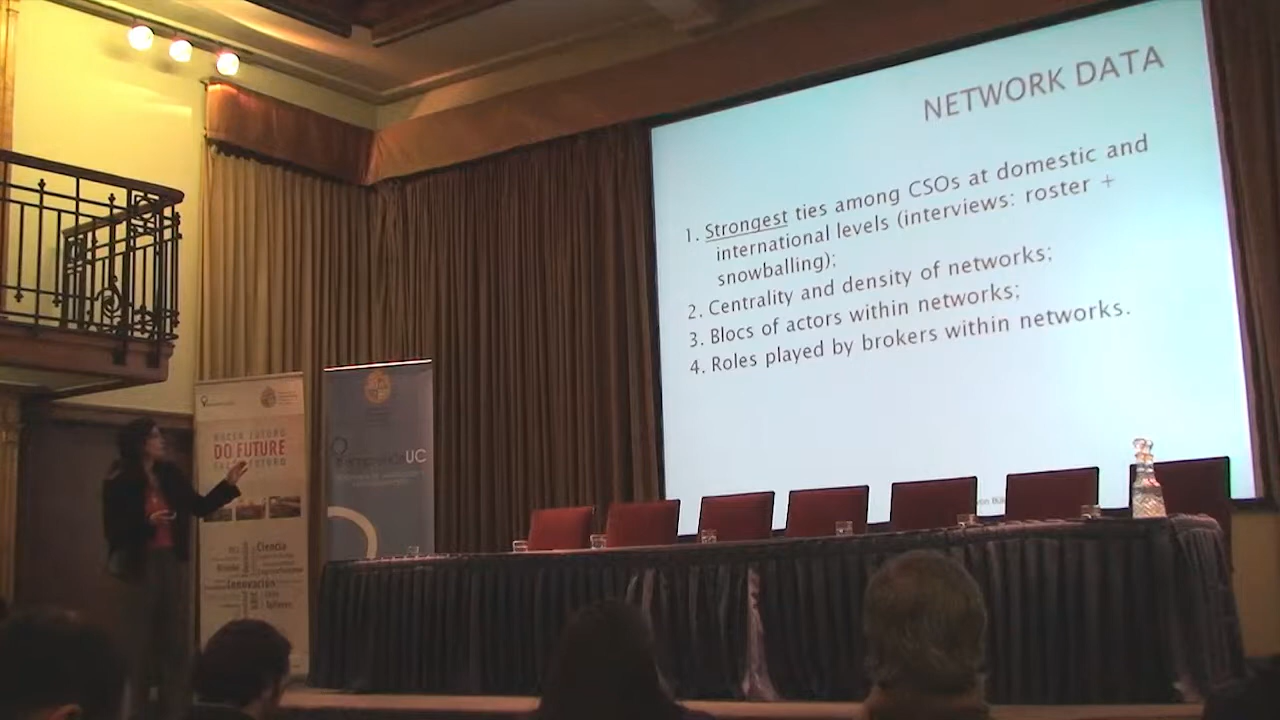 NETWORK DATA
1. Strongest ties among CSOs at domestic and
international levels (interviews: roster +
snowballing);
2. Centrality and density of networks;
3. Blocs of actors within networks;
4. Roles played by brokers within networks.
HACER FUTURO
DO FUTURE
UC
Ciencia
Innovación